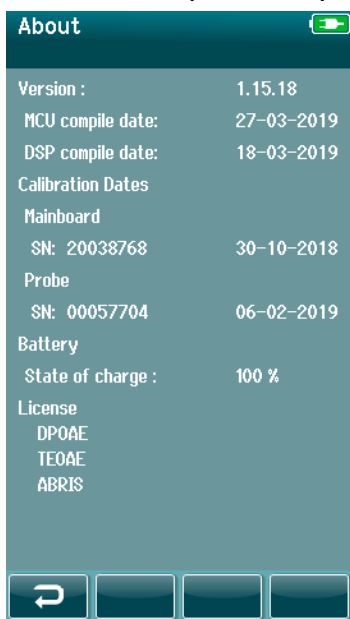 About
Version : 1.15.18
MCU compile date: 27-03-2019
DSP compile date: 18-03-2019
Calibration Dates
Mainboard
SN: 20038768 30-10-2018
Probe
SN: 00057704 06-02-2019
Battery
State of charge : 100 %
License
DPOAE
TEOAE
ABRIS